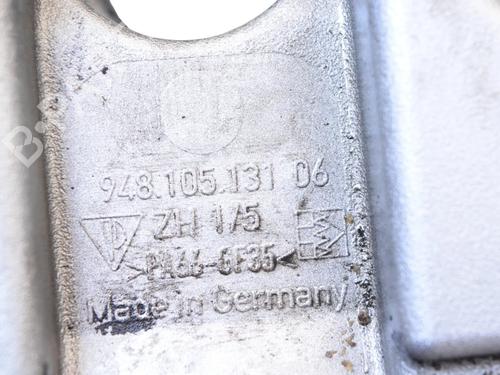 948.105.131 06
ZH 1/5
>PA66-GF35<
Made in Germany